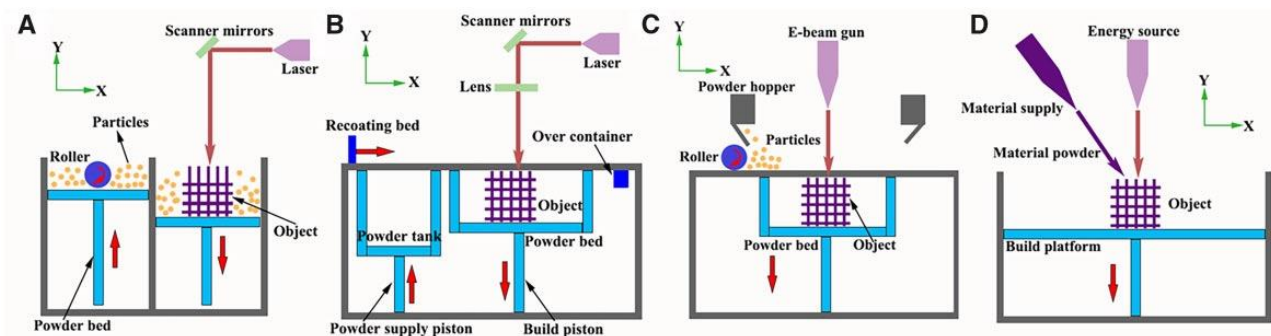 A
Y
X
Scanner mirrors
Laser
Particles
Object
Powder bed
B
Y
X
Scanner mirrors
Laser
Lens
Recoating bed
Over container
Object
Powder tank
Powder bed
Powder supply piston
Build piston
C
Y
X
E-beam gun
Powder hopper
Particles
Roller
Powder bed
Object
D
Energy source
Y
X
Material supply
Material powder
Object
Build platform
Roller